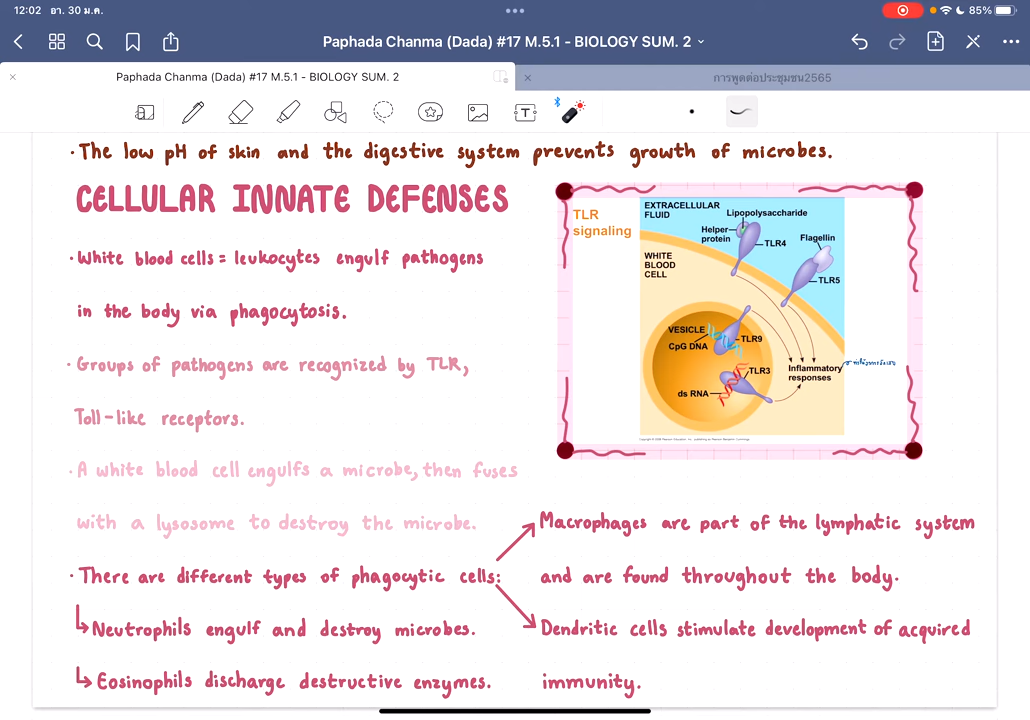 12:02 อา. 30 ม.ค.
85%
Paphada Chanma (Dada) #17 M.5.1 - BIOLOGY SUM. 2
Paphada Chanma (Dada) #17 M.5.1 - BIOLOGY SUM. 2
การพูดต่อประชุมชน2565
• The low pH of skin and the digestive system prevents growth of microbes.
CELLULAR INNATE DEFENSES
• White blood cells = leukocytes engulf pathogens
in the body via phagocytosis.
• Groups of pathogens are recognized by TLR,
Toll-like receptors.
• A white blood cell engulfs a microbe, then fuses
with a lysosome to destroy the microbe.
• There are different types of phagocytic cells:
↳ Neutrophils engulf and destroy microbes.
↳ Eosinophils discharge destructive enzymes.
TLR
signaling
EXTRACELLULAR
FLUID
Lipopolysaccharide
Helper
protein
TLR4
Flagellin
WHITE
BLOOD
CELL
TLR5
VESICLE
CpG DNA
TLR9
TLR3
Inflammatory
responses
ds RNA
Macrophages are part of the lymphatic system
and are found throughout the body.
Dendritic cells stimulate development of acquired
immunity.